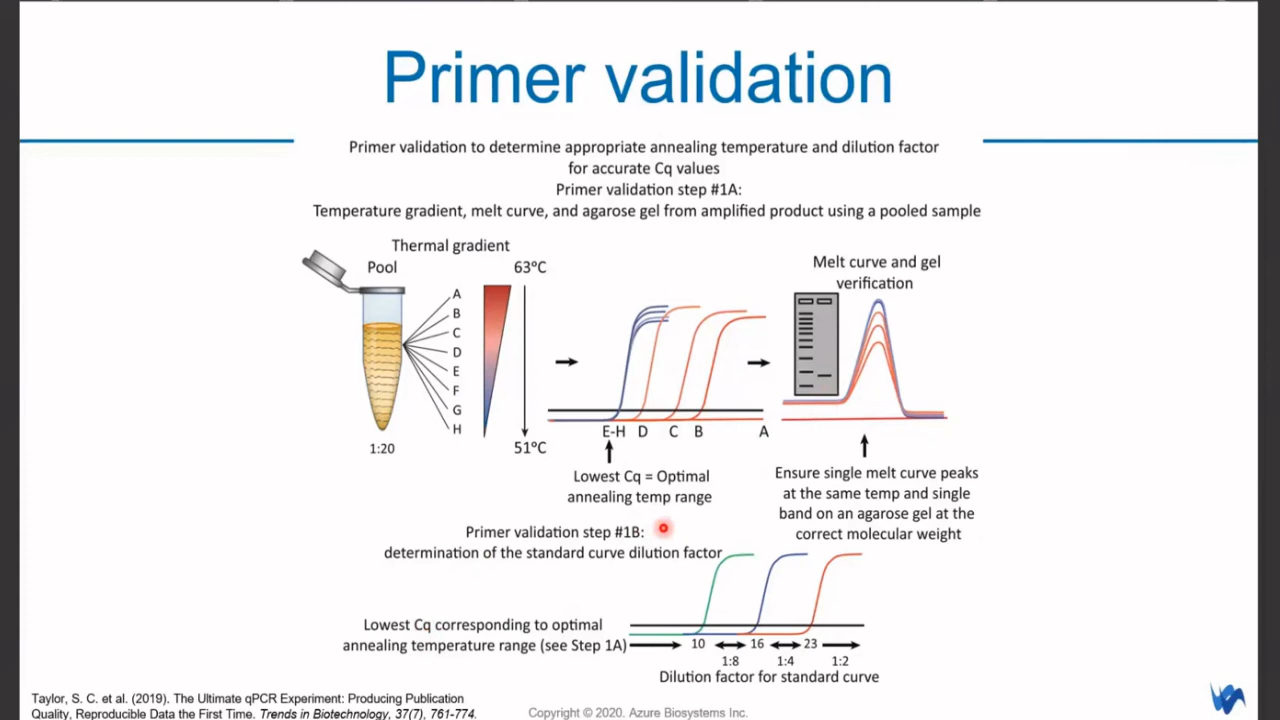 Primer validation
Primer validation to determine appropriate annealing temperature and dilution factor
for accurate Cq values
Primer validation step #1A:
Temperature gradient, melt curve, and agarose gel from amplified product using a pooled sample
Thermal gradient
Pool
63ºC
A
B
C
D
E
F
G
H
1:20
51ºC
E-H D C B A
Lowest Cq = Optimal
annealing temp range
Melt curve and gel
verification
Ensure single melt curve peaks
at the same temp and single
band on an agarose gel at the
correct molecular weight
Primer validation step #1B:
determination of the standard curve dilution factor
Lowest Cq corresponding to optimal
annealing temperature range (see Step 1A)
10 16 23
1:8 1:4 1:2
Dilution factor for standard curve
Taylor, S. C. et al. (2019). The Ultimate qPCR Experiment: Producing Publication
Quality, Reproducible Data the First Time. Trends in Biotechnology, 37(7), 761-774.
Copyright © 2020. Azure Biosystems Inc.